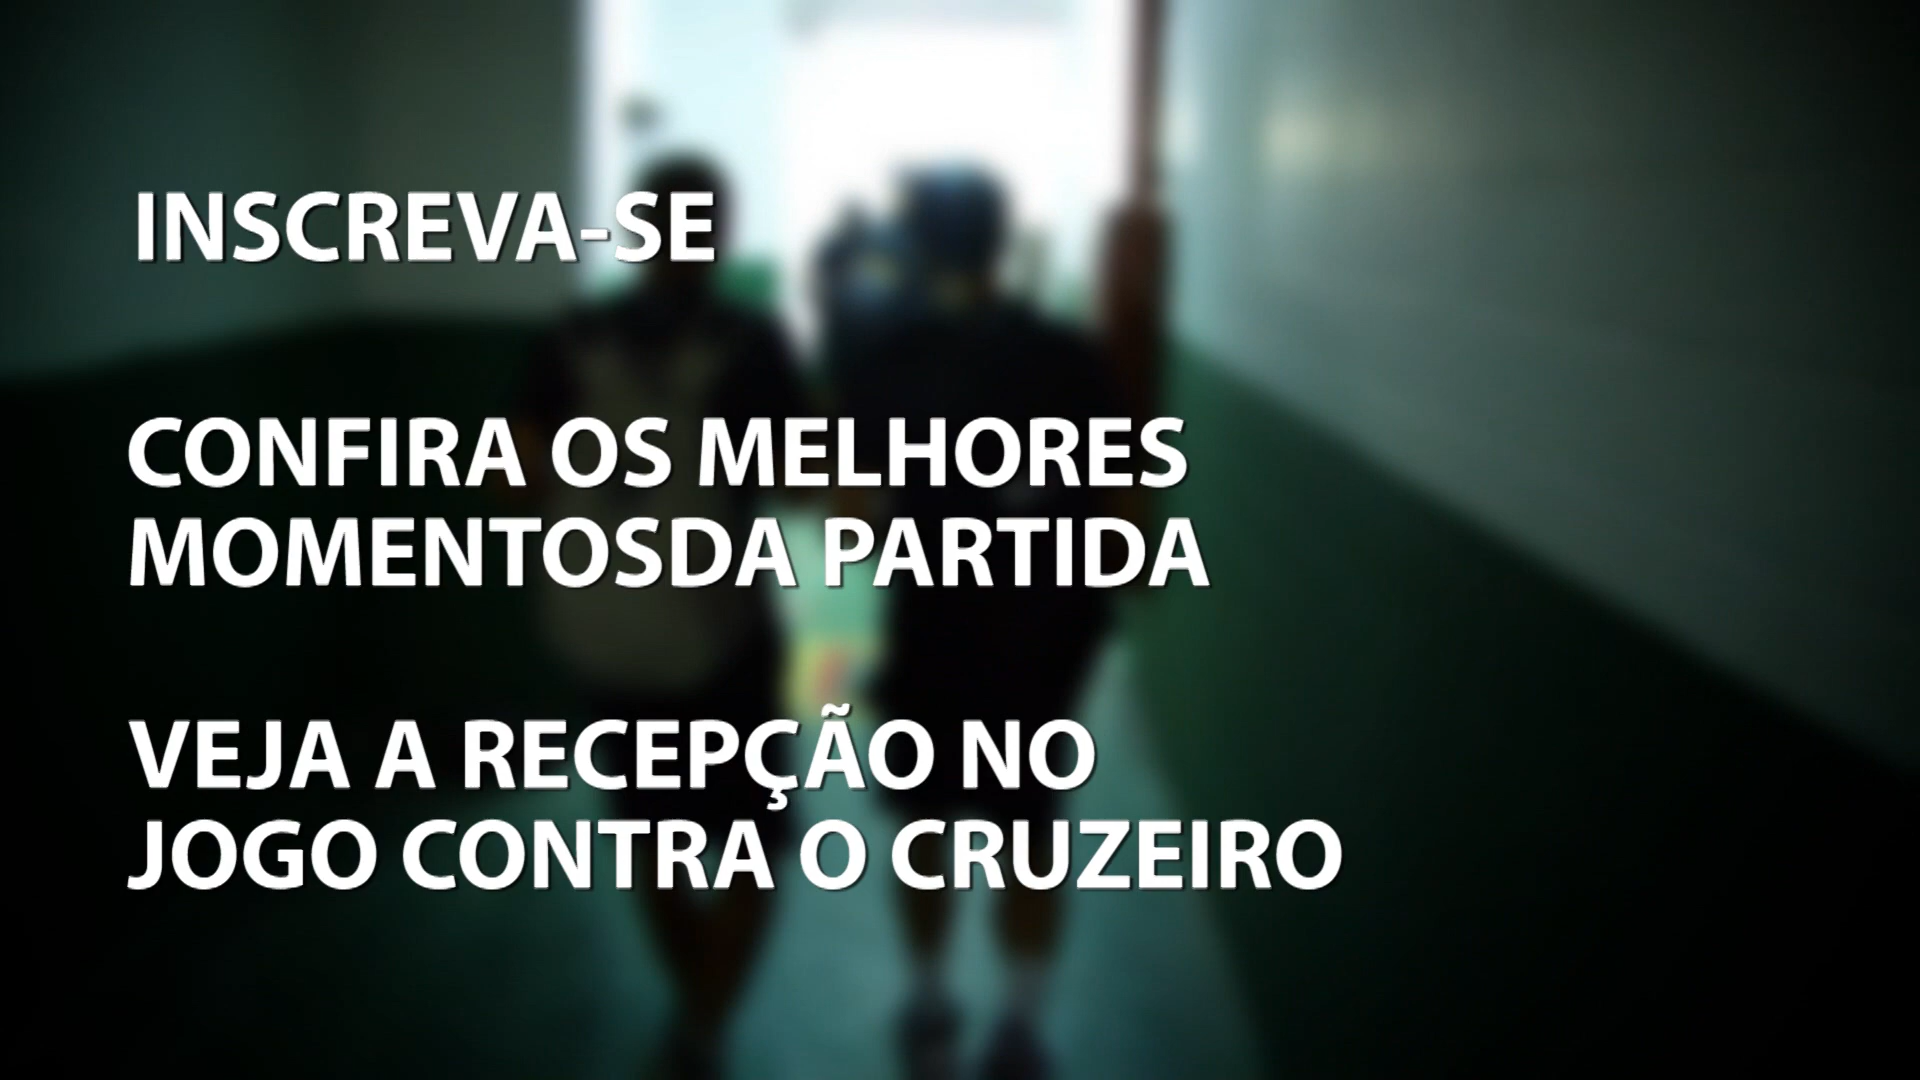 INSCREVA-SE
CONFIRA OS MELHORES
MOMENTOSDA PARTIDA
VEJA A RECEPÇÃO NO
JOGO CONTRA O CRUZEIRO